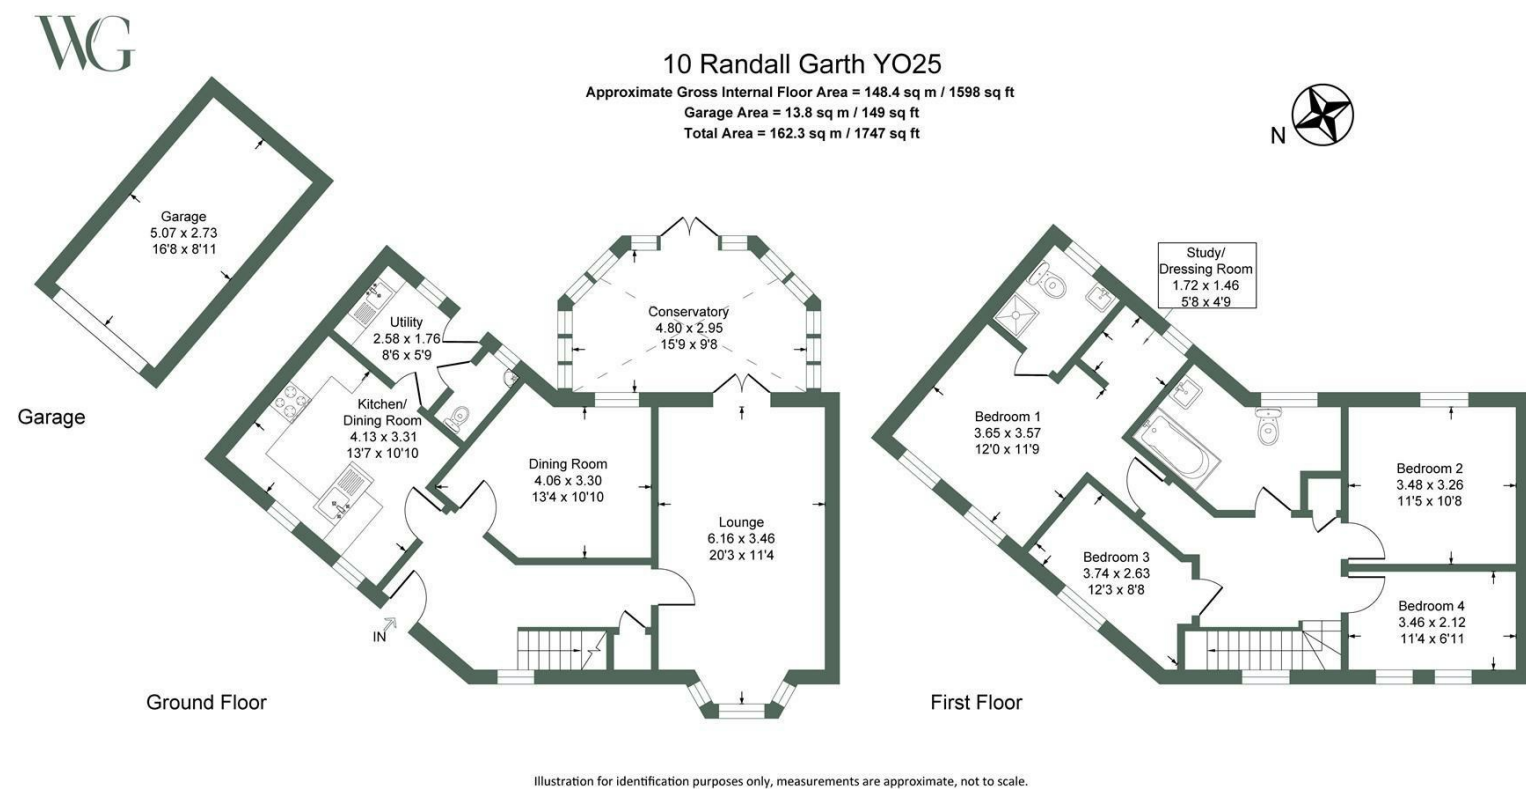 WG
10 Randall Garth YO25
Approximate Gross Internal Floor Area = 148.4 sq m / 1598 sq ft
Garage Area = 13.8 sq m / 149 sq ft
Total Area = 162.3 sq m / 1747 sq ft
N
Garage
5.07 x 2.73
16'8 x 8'11
Garage
Utility
2.58 x 1.76
8'6 x 5'9
Kitchen/
Dining Room
4.13 x 3.31
13'7 x 10'10
Conservatory
4.80 x 2.95
15'9 x 9'8
Dining Room
4.06 x 3.30
13'4 x 10'10
Lounge
6.16 x 3.46
20'3 x 11'4
IN
Ground Floor
Study/
Dressing Room
1.72 x 1.46
5'8 x 4'9
Bedroom 1
3.65 x 3.57
12'0 x 11'9
Bedroom 2
3.48 x 3.26
11'5 x 10'8
Bedroom 3
3.74 x 2.63
12'3 x 8'8
Bedroom 4
3.46 x 2.12
11'4 x 6'11
First Floor
Illustration for identification purposes only, measurements are approximate, not to scale.